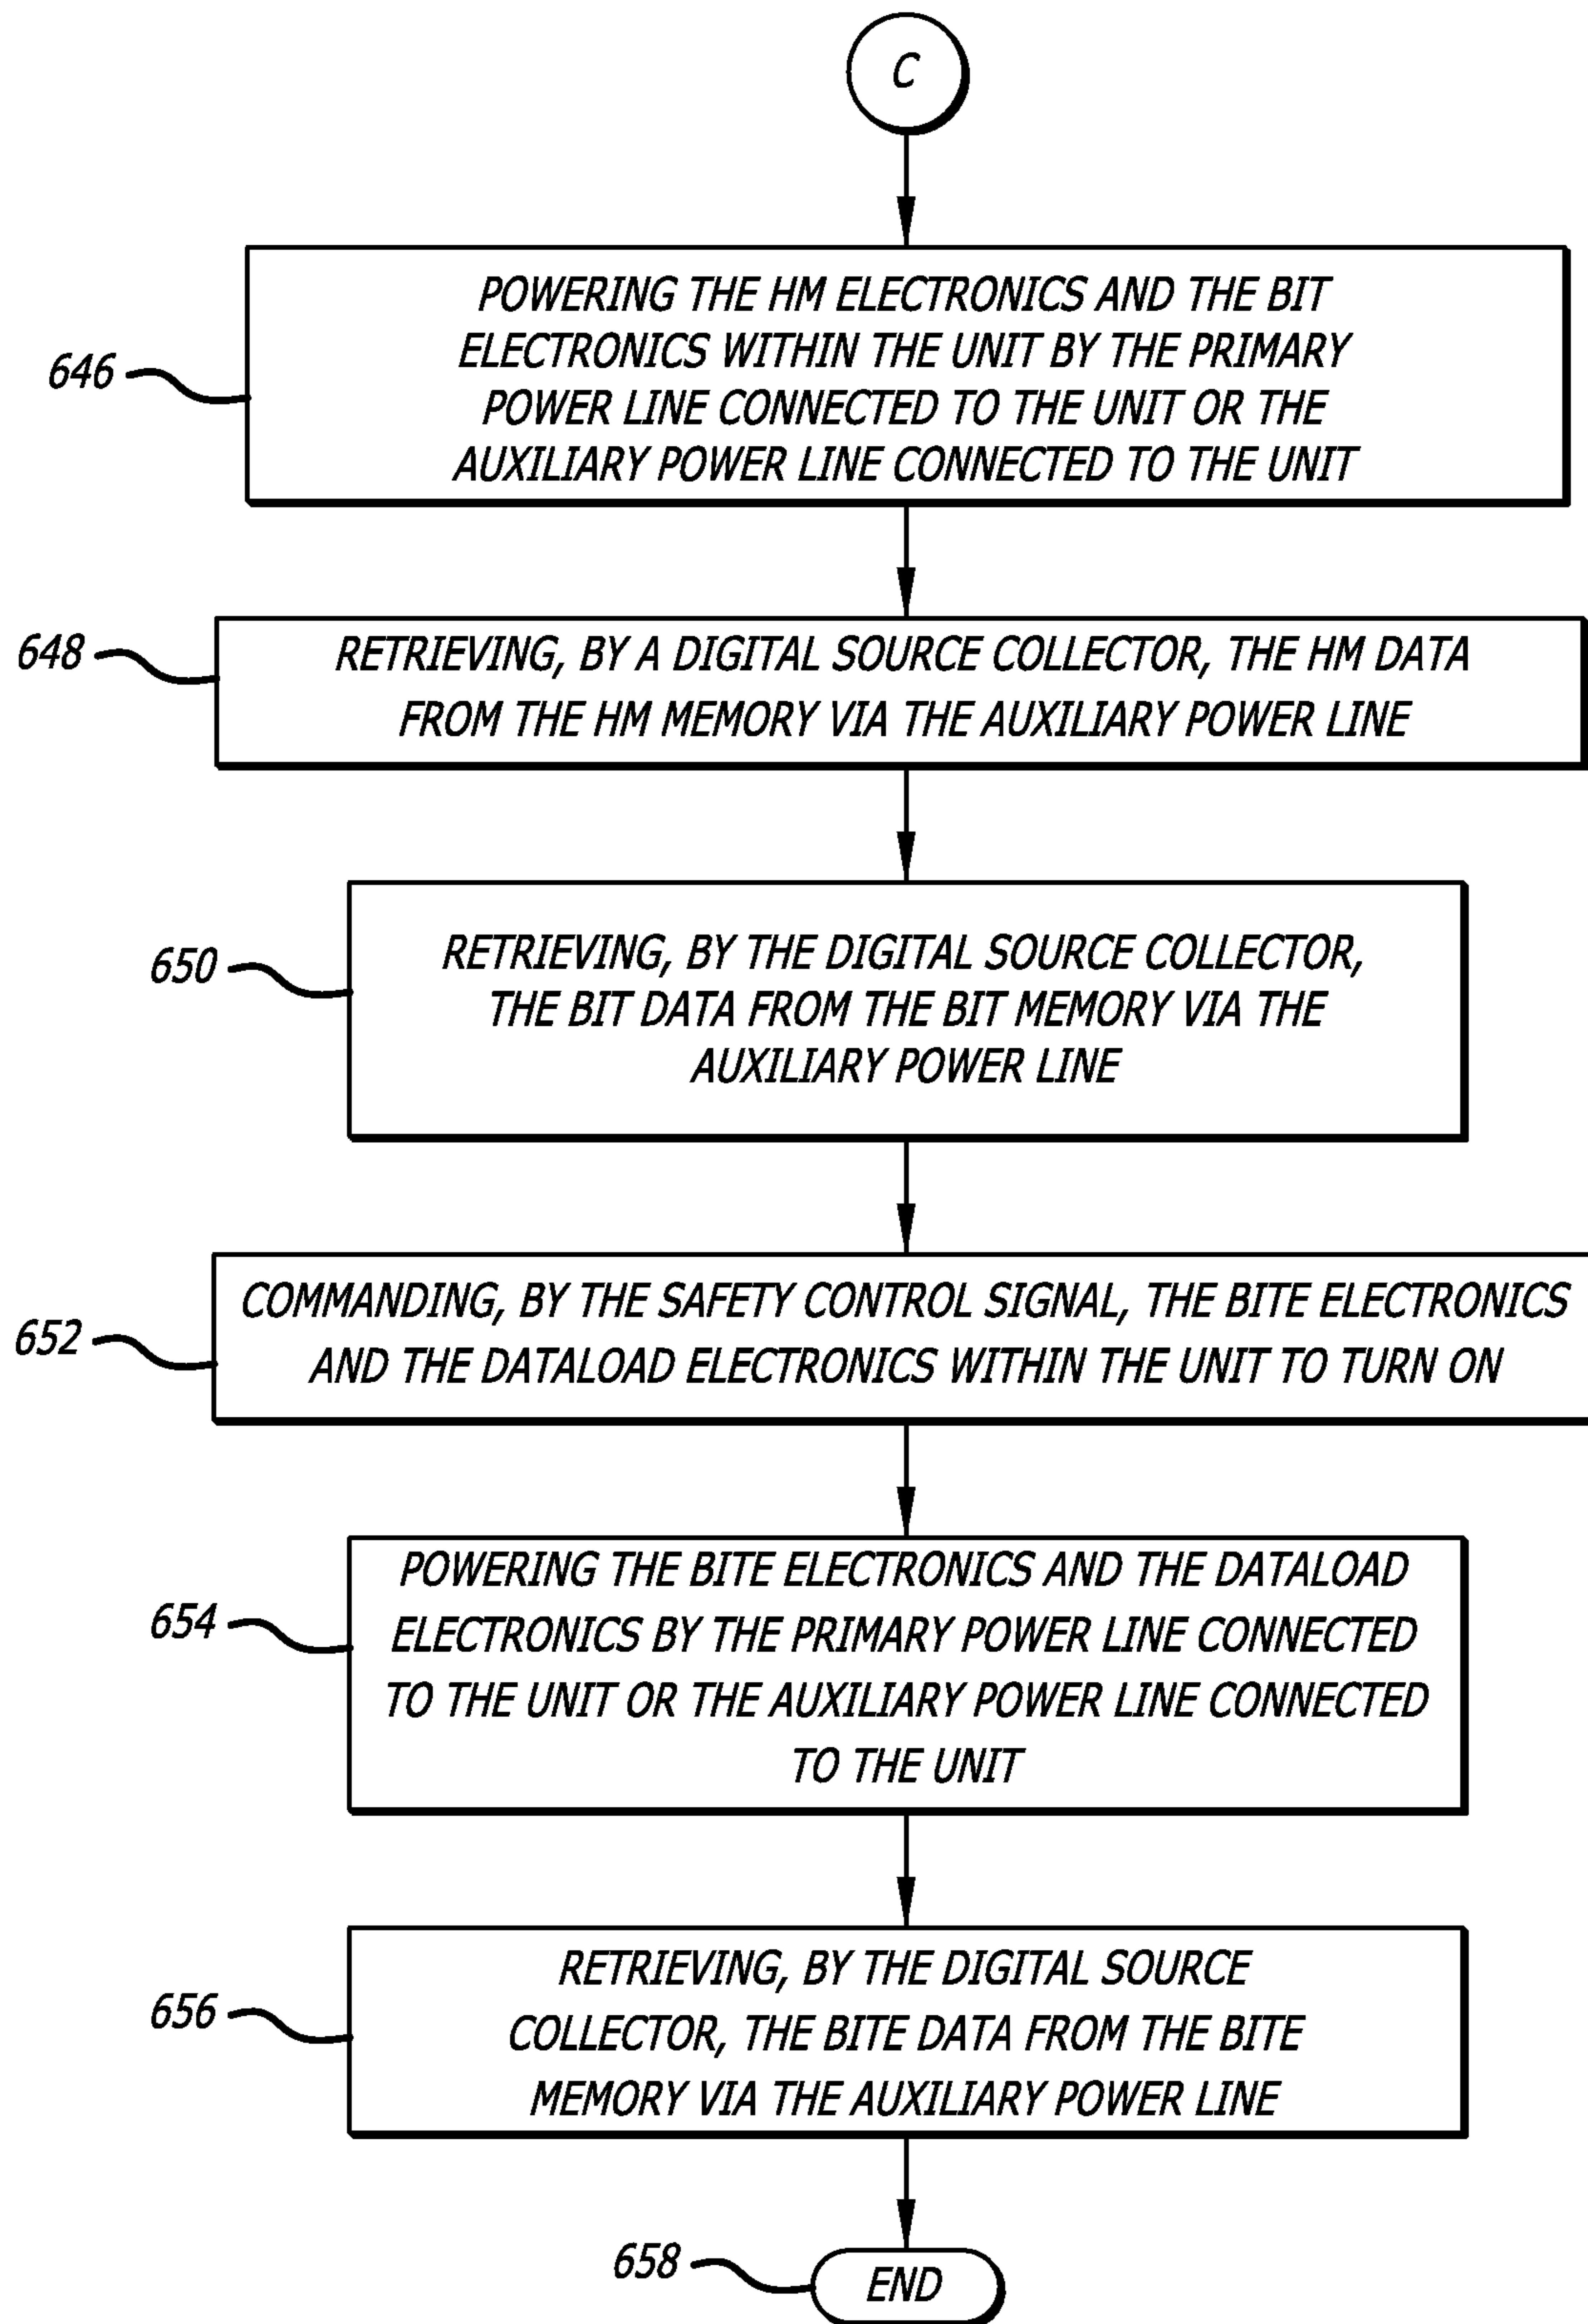 C
POWERING THE HM ELECTRONICS AND THE BIT
ELECTRONICS WITHIN THE UNIT BY THE PRIMARY
POWER LINE CONNECTED TO THE UNIT OR THE
AUXILIARY POWER LINE CONNECTED TO THE UNIT
646
RETRIEVING, BY A DIGITAL SOURCE COLLECTOR, THE HM DATA
FROM THE HM MEMORY VIA THE AUXILIARY POWER LINE
648
RETRIEVING, BY THE DIGITAL SOURCE COLLECTOR,
THE BIT DATA FROM THE BIT MEMORY VIA THE
AUXILIARY POWER LINE
650
COMMANDING, BY THE SAFETY CONTROL SIGNAL, THE BITE ELECTRONICS
AND THE DATALOAD ELECTRONICS WITHIN THE UNIT TO TURN ON
652
POWERING THE BITE ELECTRONICS AND THE DATALOAD
ELECTRONICS BY THE PRIMARY POWER LINE CONNECTED
TO THE UNIT OR THE AUXILIARY POWER LINE CONNECTED
TO THE UNIT
654
RETRIEVING, BY THE DIGITAL SOURCE
COLLECTOR, THE BITE DATA FROM THE BITE
MEMORY VIA THE AUXILIARY POWER LINE
656
658
END